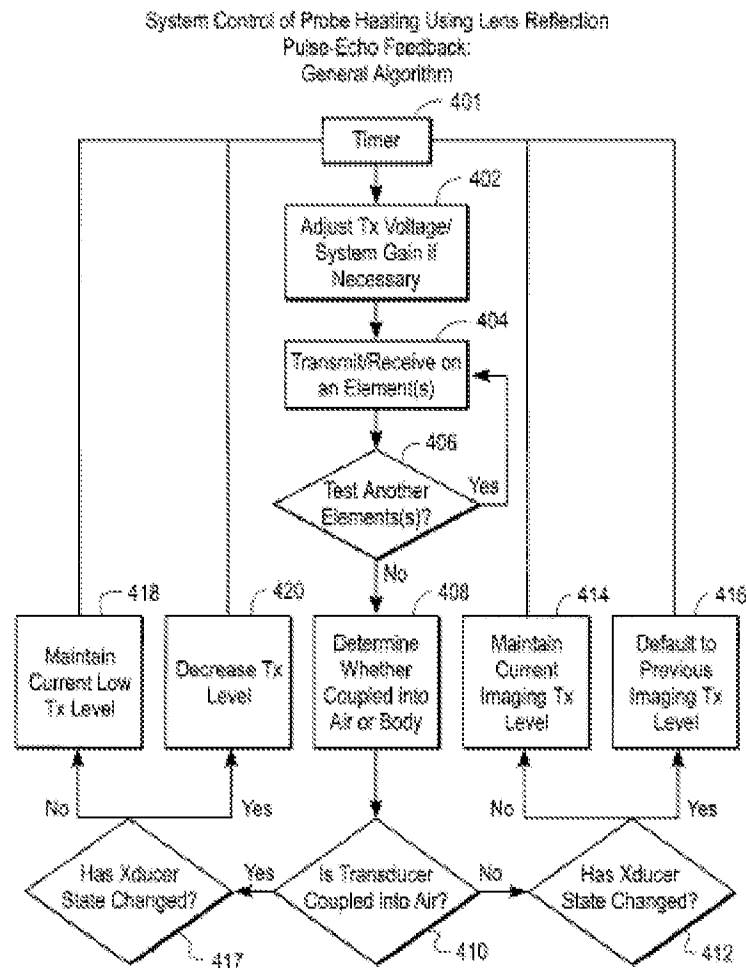 System Control of Probe Heating Using Lens Reflection
Pulse-Echo Feedback:
General Algorithm
401
Timer
402
Adjust Tx Voltage/
System Gain if
Necessary
404
Transmit/Receive on
an Element(s)
406
Test Another
Elements(s)?
Yes
No
418
Maintain
Current Low
Tx Level
420
Decrease Tx
Level
408
Determine
Whether
Coupled into
Air or Body
414
Maintain
Current
Imaging Tx
Level
416
Default to
Previous
Imaging Tx
Level
No
Yes
No
Yes
Has Xducer
State Changed?
417
Yes
Is Transducer
Coupled into Air?
410
No
Has Xducer
State Changed?
412